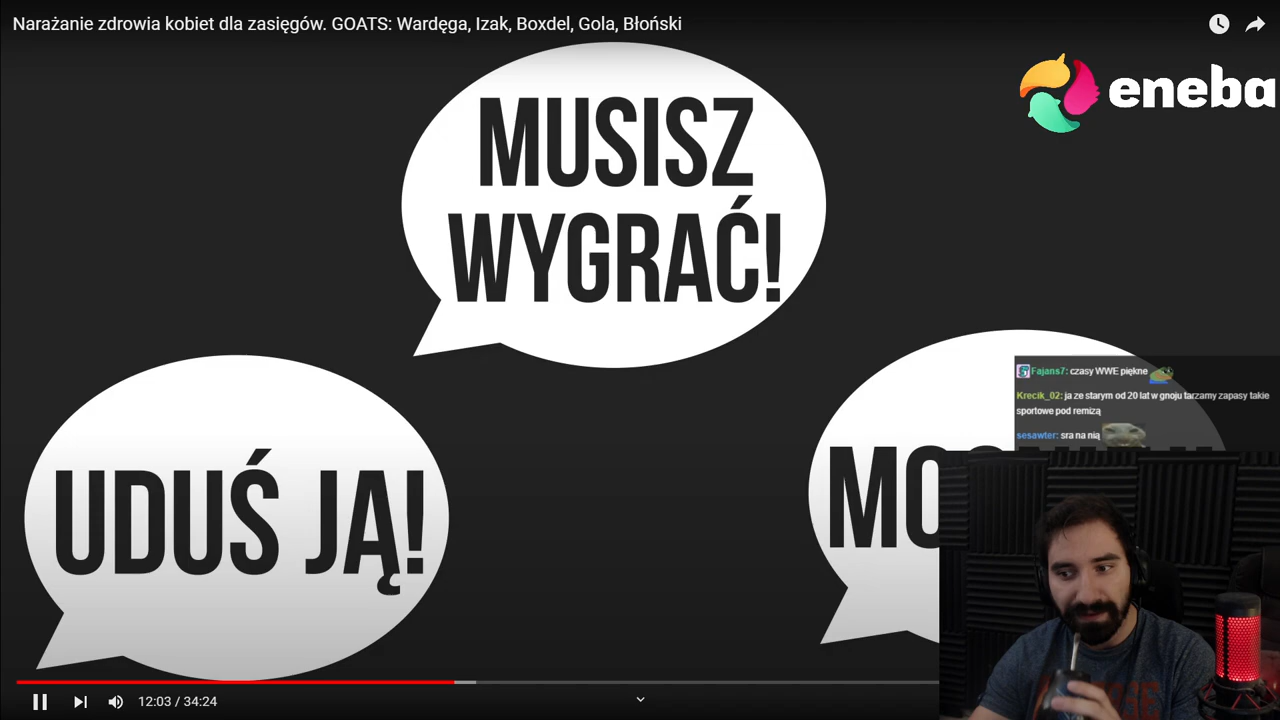 Narażanie zdrowia kobiet dla zasięgów. GOATS: Wardęga, Izak, Boxdel, Gola, Błoński
eneba
MUSISZ
WYGRAĆ!
Fajans7: czasy WWE piękne
Krecik_02: ja ze starym od 20 lat w gnoju tarzamy zapasy takie
sportowe pod remizą
sesawter: sra na nią
UDUŚ JĄ!
12:03 / 34:24